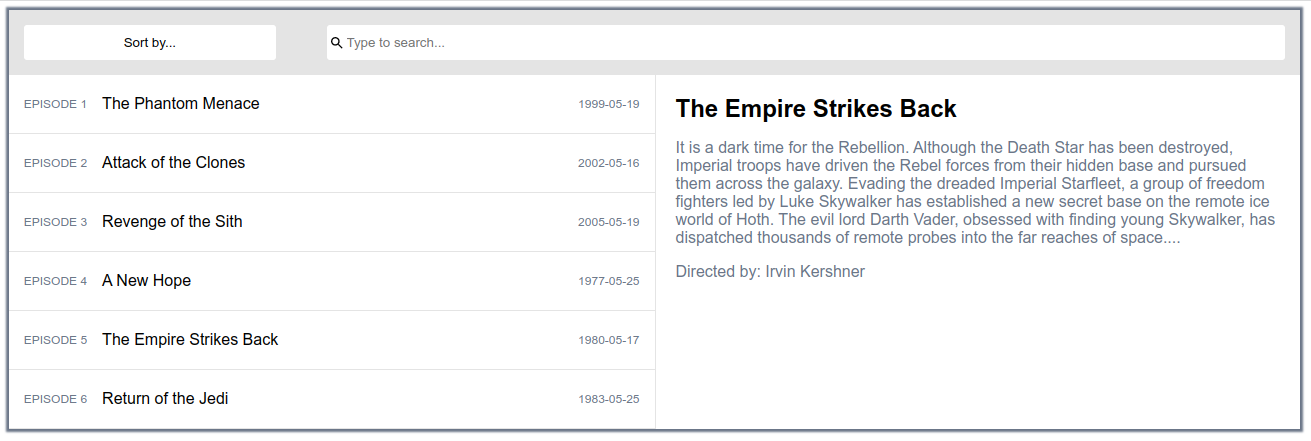 Sort by...
Type to search...
EPISODE 1 The Phantom Menace 1999-05-19
EPISODE 2 Attack of the Clones 2002-05-16
EPISODE 3 Revenge of the Sith 2005-05-19
EPISODE 4 A New Hope 1977-05-25
EPISODE 5 The Empire Strikes Back 1980-05-17
EPISODE 6 Return of the Jedi 1983-05-25
The Empire Strikes Back
It is a dark time for the Rebellion. Although the Death Star has been destroyed,
Imperial troops have driven the Rebel forces from their hidden base and pursued
them across the galaxy. Evading the dreaded Imperial Starfleet, a group of freedom
fighters led by Luke Skywalker has established a new secret base on the remote ice
world of Hoth. The evil lord Darth Vader, obsessed with finding young Skywalker, has
dispatched thousands of remote probes into the far reaches of space....
Directed by: Irvin Kershner